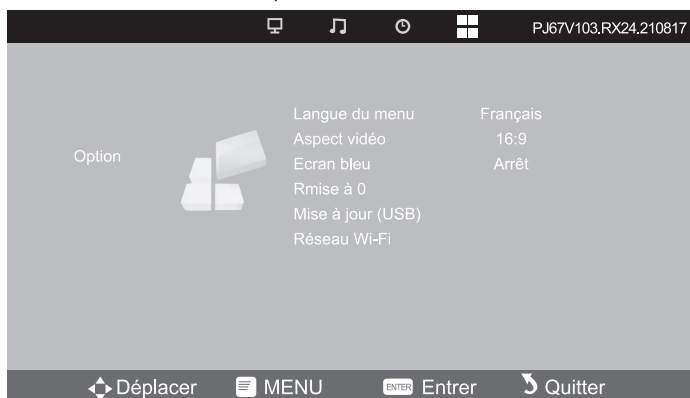 PJ67V103.RX24.210817
Option
Langue du menu Français
Aspect vidéo 16:9
Ecran bleu Arrêt
Rmise à 0
Mise à jour (USB)
Réseau Wi-Fi
Déplacer MENU ENTER Entrer Quitter